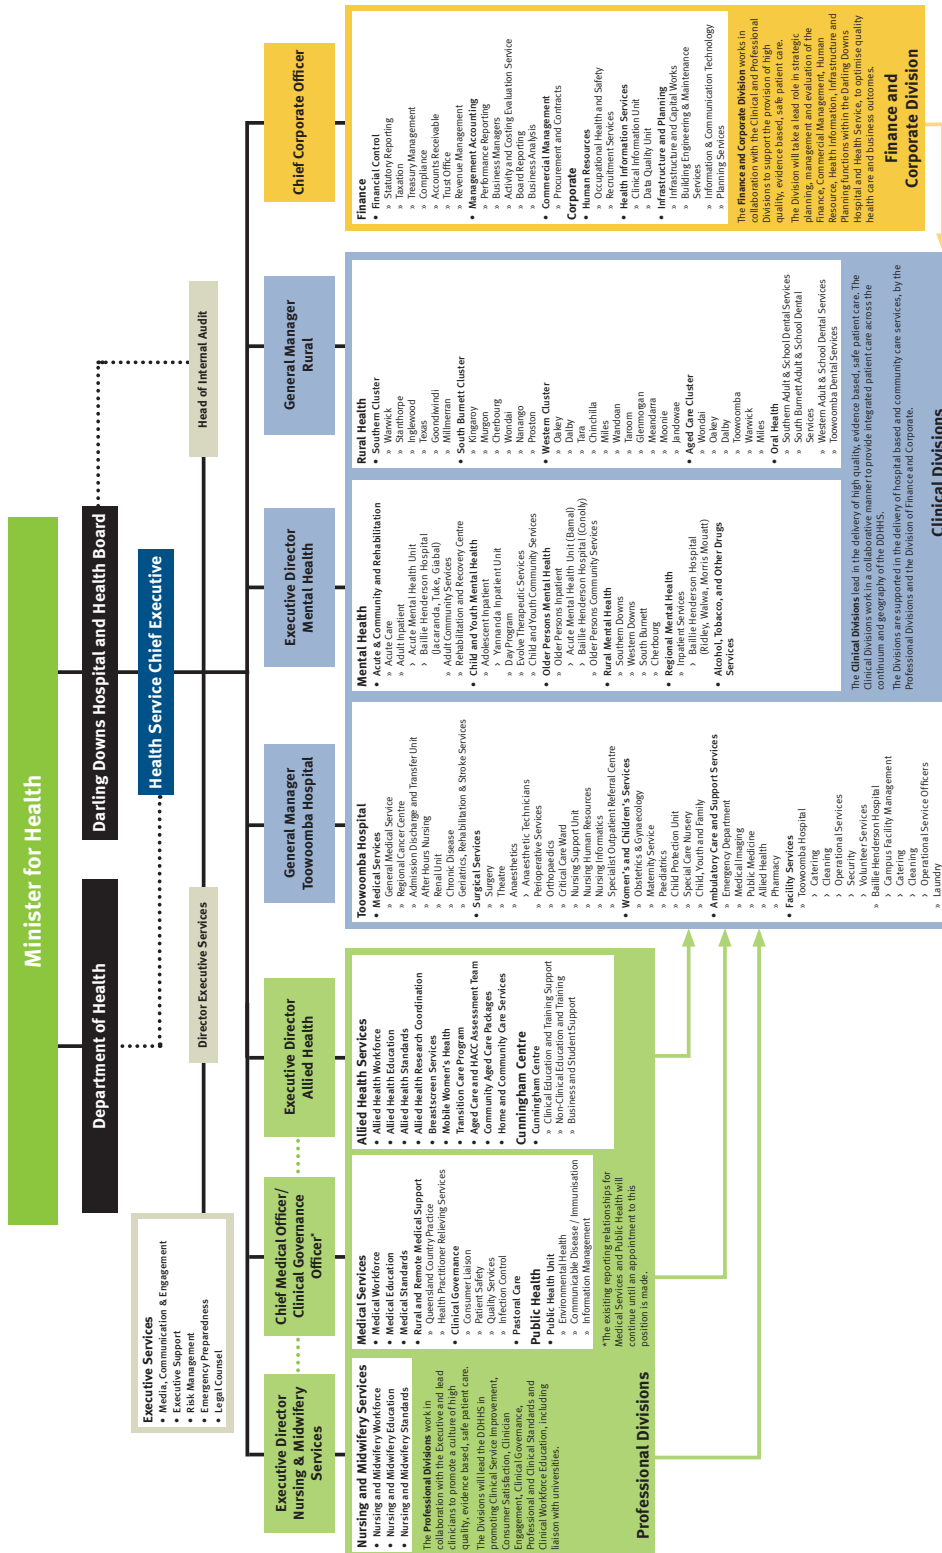 Minister for Health
Department of Health
Darling Downs Hospital and Health Board
Health Service Chief Executive
Director Executive Services
Head of Internal Audit
Executive Services
• Media, Communication & Engagement
• Executive Support
• Risk Management
• Emergency Preparedness
• Legal Counsel
Executive Director
Nursing & Midwifery
Services
Chief Medical Officer/
Clinical Governance
Officer*
Executive Director
Allied Health
General Manager
Toowoomba Hospital
Executive Director
Mental Health
General Manager
Rural
Chief Corporate Officer
Nursing and Midwifery Services
• Nursing and Midwifery Workforce
• Nursing and Midwifery Education
• Nursing and Midwifery Standards
The Professional Divisions work in
collaboration with the Executive and lead
clinicians to promote a culture of high
quality, evidence based, safe patient care.
The Divisions will lead the DDHHS in
promoting Clinical Service Improvement,
Consumer Satisfaction, Clinician
Engagement, Clinical Governance,
Professional and Clinical Standards and
Clinical Workforce Education, including
liaison with universities.
Professional Divisions
Medical Services
• Medical Workforce
• Medical Education
• Medical Standards
• Rural and Remote Medical Support
» Queensland Country Practice
» Health Practitioner Relieving Services
• Clinical Governance
» Consumer Liaison
» Patient Safety
» Quality Services
» Infection Control
• Pastoral Care
Public Health
• Public Health Unit
» Environmental Health
» Communicable Disease / Immunisation
» Information Management
*The exisiting reporting relationships for
Medical Services and Public Health will
continue until an appointment to this
position is made.
Allied Health Services
• Allied Health Workforce
• Allied Health Education
• Allied Health Standards
• Allied Health Research Coordination
• Breastscreen Services
• Mobile Women's Health
• Transition Care Program
• Aged Care and HACC Assessment Team
• Community Aged Care Packages
• Home and Community Care Services
Cunningham Centre
• Cunningham Centre
» Clinical Education and Training Support
» Non-Clinical Education and Training
» Business and Student Support
Toowoomba Hospital
• Medical Services
» General Medical Service
» Regional Cancer Centre
» Admission Discharge and Transfer Unit
» After Hours Nursing
» Renal Unit
» Chronic Disease
» Geriatrics, Rehabilitation & Stroke Services
• Surgical Services
» Surgery
» Theatre
» Anaesthetics
› Anaesthetic Technicians
» Perioperative Services
» Orthopaedics
» Critical Care Ward
» Nursing Support Unit
» Nursing Human Resources
» Nursing Informatics
» Specialist Outpatient Referral Centre
• Women's and Children's Services
» Obstetrics & Gynaecology
» Maternity Service
» Paediatrics
» Child Protection Unit
» Special Care Nursery
» Child, Youth and Family
• Ambulatory Care and Support Services
» Emergency Department
» Medical Imaging
» Public Medicine
» Allied Health
» Pharmacy
• Facility Services
» Toowoomba Hospital
› Catering
› Cleaning
› Operational Services
› Security
› Volunteer Services
» Baillie Henderson Hospital
› Campus Facility Management
› Catering
› Cleaning
› Operational Service Officers
» Laundry
Mental Health
• Acute & Community and Rehabilitation
» Acute Care
» Adult Inpatient
› Acute Mental Health Unit
› Baillie Henderson Hospital
(Jacaranda, Tuke, Giabal)
» Adult Community Services
» Rehabilitation and Recovery Centre
• Child and Youth Mental Health
» Adolescent Inpatient
› Yannanda Inpatient Unit
» Day Program
» Evolve Therapeutic Services
» Child and Youth Community Services
• Older Persons Mental Health
» Older Persons Inpatient
› Acute Mental Health Unit (Bamal)
› Baillie Henderson Hospital (Conolly)
» Older Persons Community Services
• Rural Mental Health
» Southern Downs
» Western Downs
» South Burnett
» Cherbourg
• Regional Mental Health
» Inpatient Services
› Baillie Henderson Hospital
(Ridley, Walwa, Morris Mouatt)
• Alcohol, Tobacco, and Other Drugs
Services
Rural Health
• Southern Cluster
» Warwick
» Stanthorpe
» Inglewood
» Texas
» Goondiwindi
» Millmerran
• South Burnett Cluster
» Kingaroy
» Murgon
» Cherbourg
» Wondai
» Nanango
» Proston
• Western Cluster
» Oakey
» Dalby
» Tara
» Chinchilla
» Miles
» Wandoan
» Taroom
» Glenmorgan
» Meandarra
» Moonie
» Jandowae
• Aged Care Cluster
» Wondai
» Oakey
» Dalby
» Toowoomba
» Warwick
» Miles
• Oral Health
» Southern Adult & School Dental Services
» South Burnett Adult & School Dental
Services
» Western Adult & School Dental Services
» Toowoomba Dental Services
The Clinical Divisions lead in the delivery of high quality, evidence based, safe patient care. The
Clinical Divisions work in a collaborative manner to provide integrated patient care across the
continuum and geography of the DDHHS.
The Divisions are supported in the delivery of hospital based and community care services, by the
Professional Divisions and the Division of Finance and Corporate.
Clinical Divisions
Finance
• Financial Control
» Statutory Reporting
» Taxation
» Treasury Management
» Compliance
» Accounts Receivable
» Trust Office
» Revenue Management
• Management Accounting
» Performance Reporting
» Business Managers
» Activity and Costing Evaluation Service
» Board Reporting
» Business Analysis
• Commercial Management
» Procurement and Contracts
Corporate
• Human Resources
» Occupational Health and Safety
» Recruitment Services
• Health Information Services
» Clinical Information Unit
» Data Quality Unit
• Infrastructure and Planning
» Infrastructure and Capital Works
» Building Engineering & Maintenance
Services
» Information & Communication Technology
» Planning Services
The Finance and Corporate Division works in
collaboration with the Clinical and Professional
Divisions to support the provision of high
quality, evidence based, safe patient care.
The Division will take a lead role in strategic
planning, management and evaluation of the
Finance, Commercial Management, Human
Resource, Health Information, Infrastructure and
Planning functions within the Darling Downs
Hospital and Health Service, to optimise quality
health care and business outcomes.
Finance and
Corporate Division